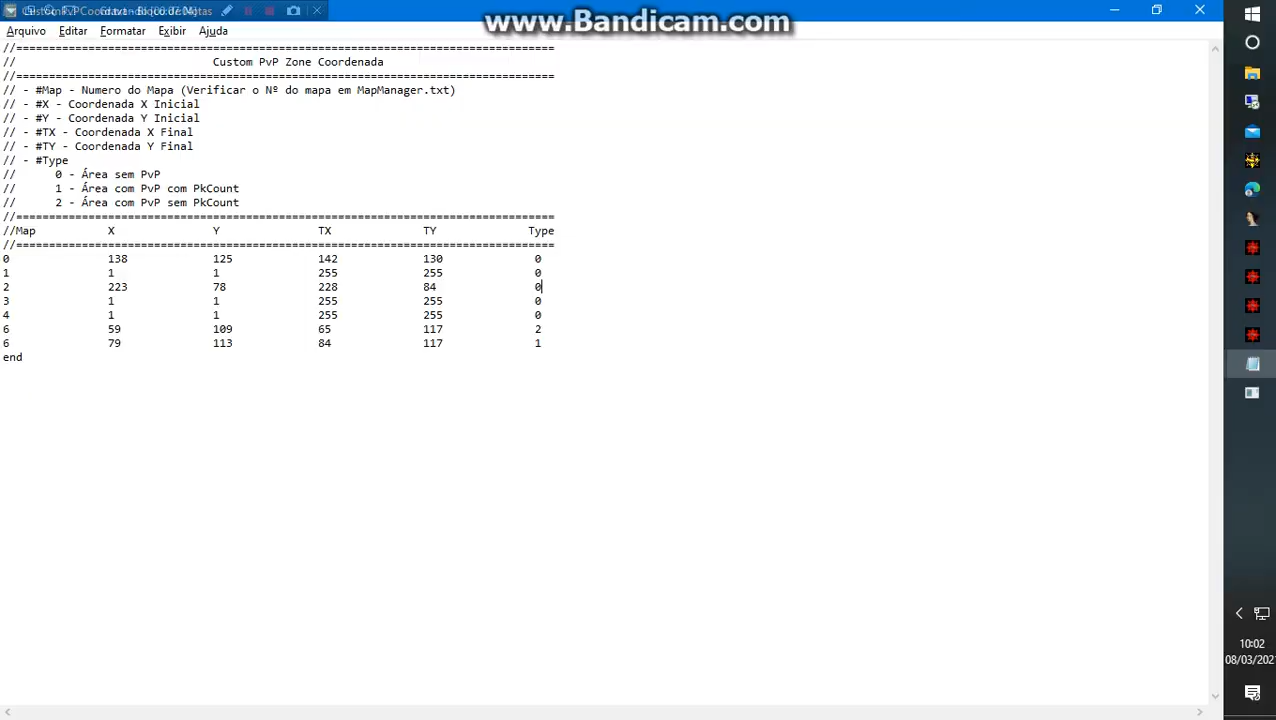 www.Bandicam.com
Arquivo Editar Formatar Exibir Ajuda
//==================================================================================
// Custom PvP Zone Coordenada
//==================================================================================
// - #Map - Numero do Mapa (Verificar o Nº do mapa em MapManager.txt)
// - #X - Coordenada X Inicial
// - #Y - Coordenada Y Inicial
// - #TX - Coordenada X Final
// - #TY - Coordenada Y Final
// - #Type
// 0 - Área sem PvP
// 1 - Área com PvP com PkCount
// 2 - Área com PvP sem PkCount
//==================================================================================
//Map X Y TX TY Type
//==================================================================================
0 138 125 142 130 0
1 1 1 255 255 0
2 223 78 228 84 0
3 1 1 255 255 0
4 1 1 255 255 0
6 59 109 65 117 2
6 79 113 84 117 1
end
10:02
08/03/202